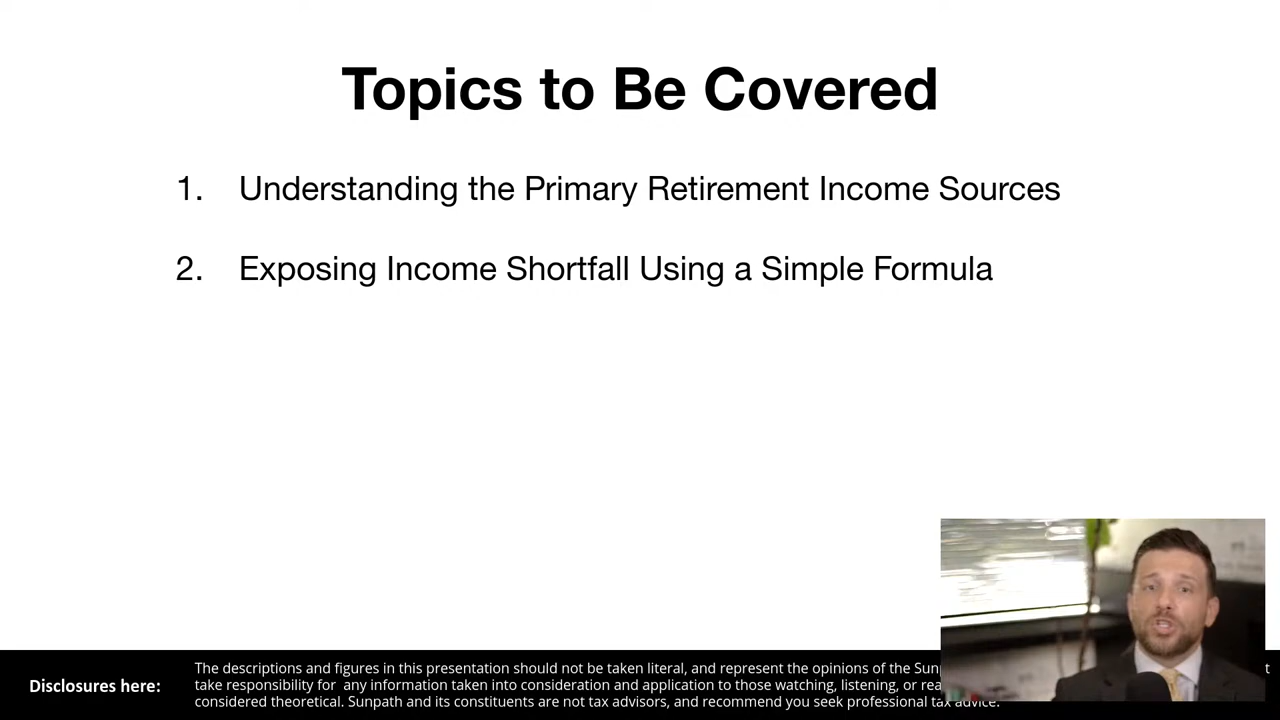 Topics to Be Covered
1. Understanding the Primary Retirement Income Sources
2. Exposing Income Shortfall Using a Simple Formula
Disclosures here:
The descriptions and figures in this presentation should not be taken literal, and represent the opinions of the
take responsibility for any information taken into consideration and application to those watching, listening, or
considered theoretical. Sunpath and its constituents are not tax advisors, and recommend you seek professional tax advice.